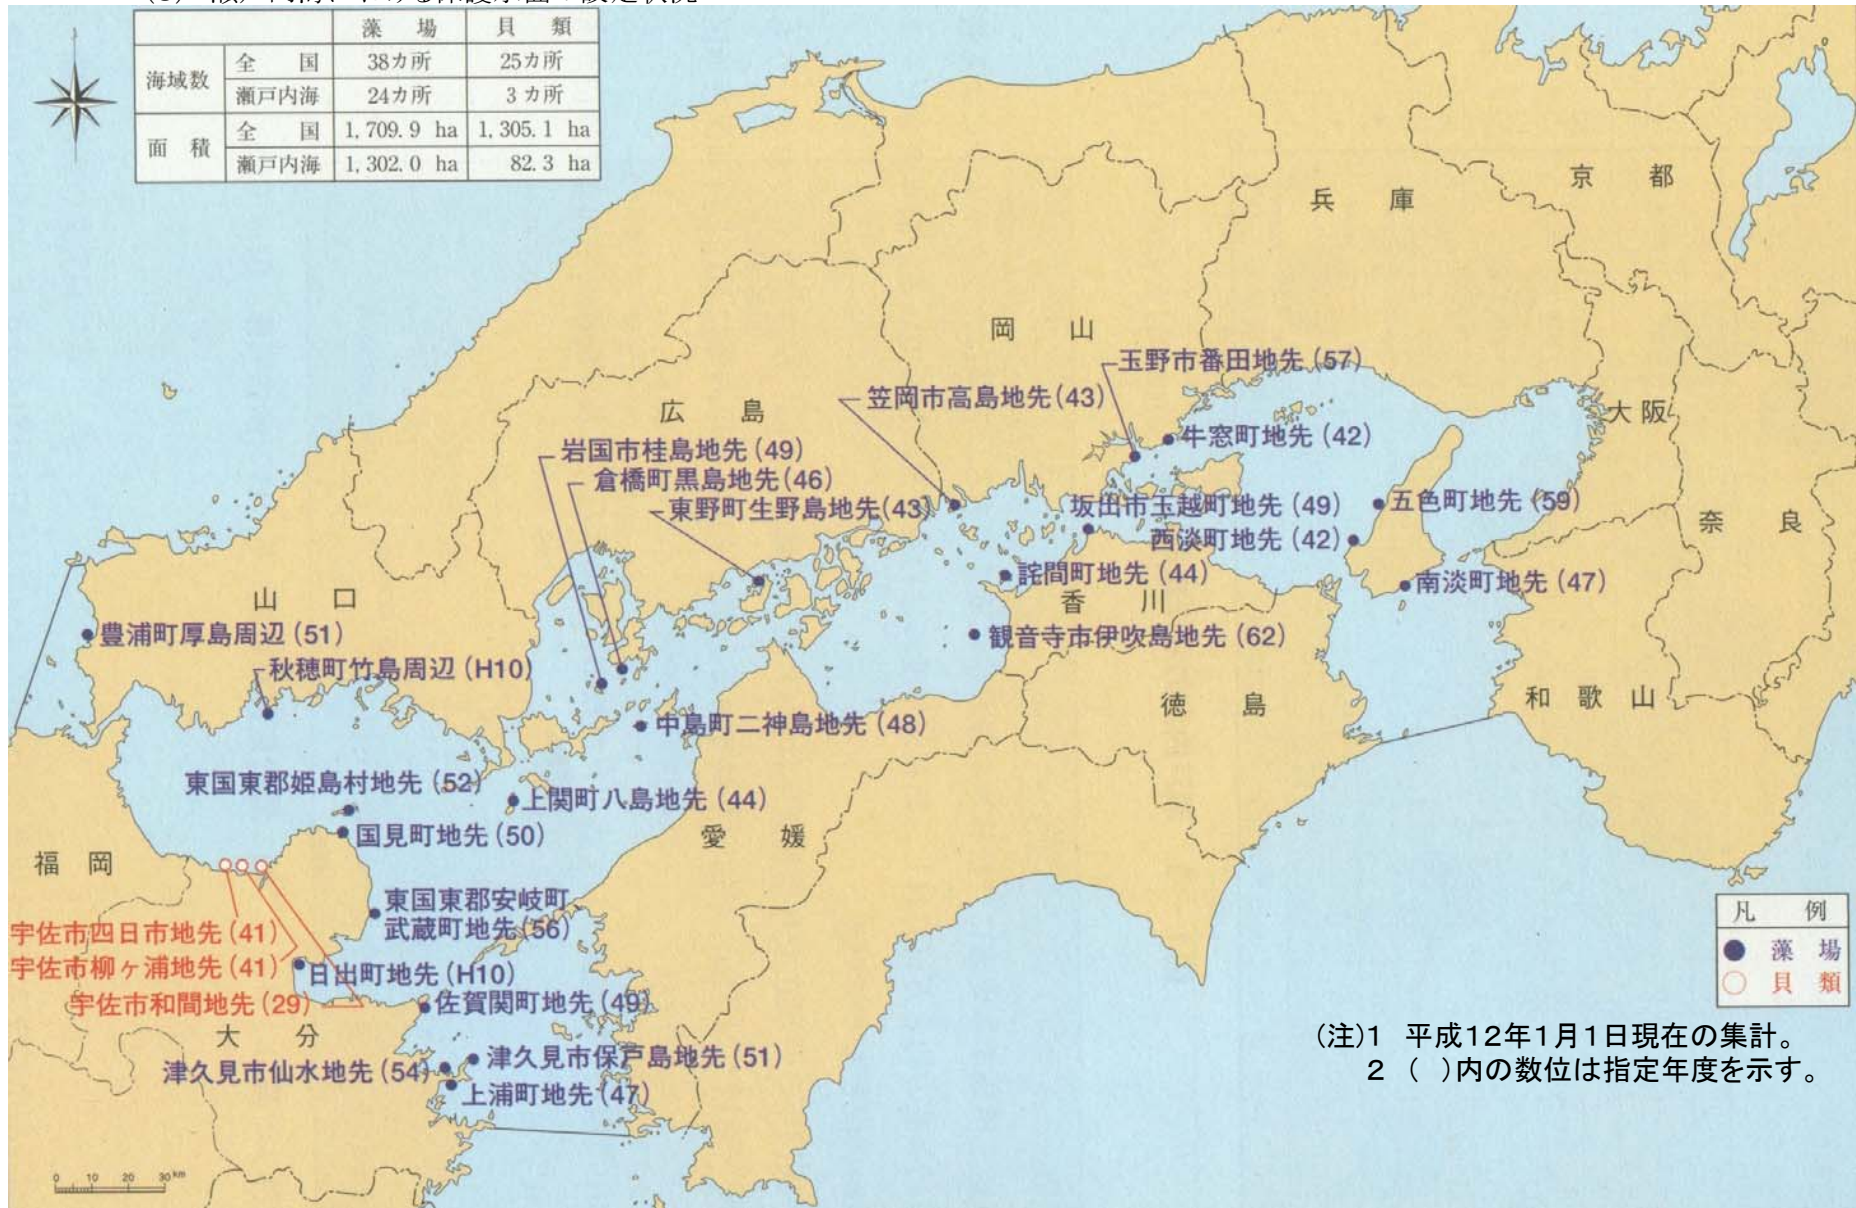 藻 場 貝 類
海域数 全 国 38カ所 25カ所
瀬戸内海 24カ所 3カ所
面 積 全 国 1,709.9 ha 1,305.1 ha
瀬戸内海 1,302.0 ha 82.3 ha
京 都
兵 庫
岡 山
玉野市番田地先(57)
笠岡市高島地先(43)
広 島
大 阪
牛窓町地先(42)
岩国市桂島地先(49)
倉橋町黒島地先(46)
東野町生野島地先(43)
坂出市玉越町地先(49)
五色町地先(59)
奈 良
西淡町地先(42)
詫間町地先(44)
南淡町地先(47)
山 口
香 川
豊浦町厚島周辺(51)
観音寺市伊吹島地先(62)
秋穂町竹島周辺(H10)
和 歌 山
徳 島
中島町二神島地先(48)
東国東郡姫島村地先(52)
上関町八島地先(44)
国見町地先(50)
愛 媛
福 岡
東国東郡安岐町、
武蔵町地先(56)
宇佐市四日市地先(41)
宇佐市柳ヶ浦地先(41)
日出町地先(H10)
宇佐市和間地先(29)
佐賀関町地先(49)
大 分
津久見市保戸島地先(51)
津久見市仙水地先(54)
上浦町地先(47)
凡 例
藻 場
貝 類
(注)1 平成12年1月1日現在の集計。
2 ( )内の数位は指定年度を示す。
0 10 20 30 km